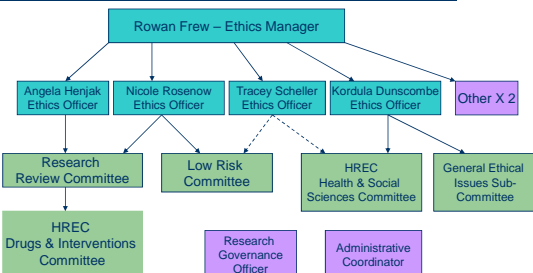 Rowan Frew – Ethics Manager
Angela Henjak
Ethics Officer
Nicole Rosenow
Ethics Officer
Tracey Scheller
Ethics Officer
Kordula Dunscombe
Ethics Officer
Other X 2
Research
Review Committee
Low Risk
Committee
HREC
Health & Social
Sciences Committee
General Ethical
Issues Sub-
Committee
HREC
Drugs & Interventions
Committee
Research
Governance
Officer
Administrative
Coordinator